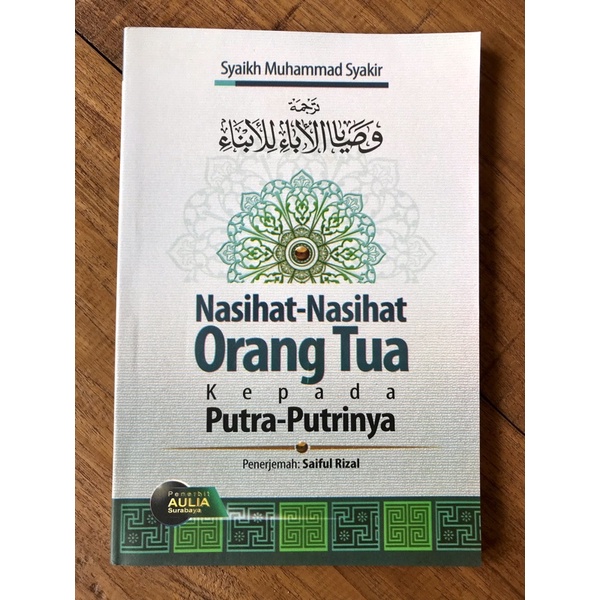 Syaikh Muhammad Syakir
ترجمة
وصايا الأباء للأبناء
Nasihat-Nasihat
Orang Tua
Kepada
Putra-Putrinya
Penerjemah: Saiful Rizal
Penerbit
AULIA
Surabaya